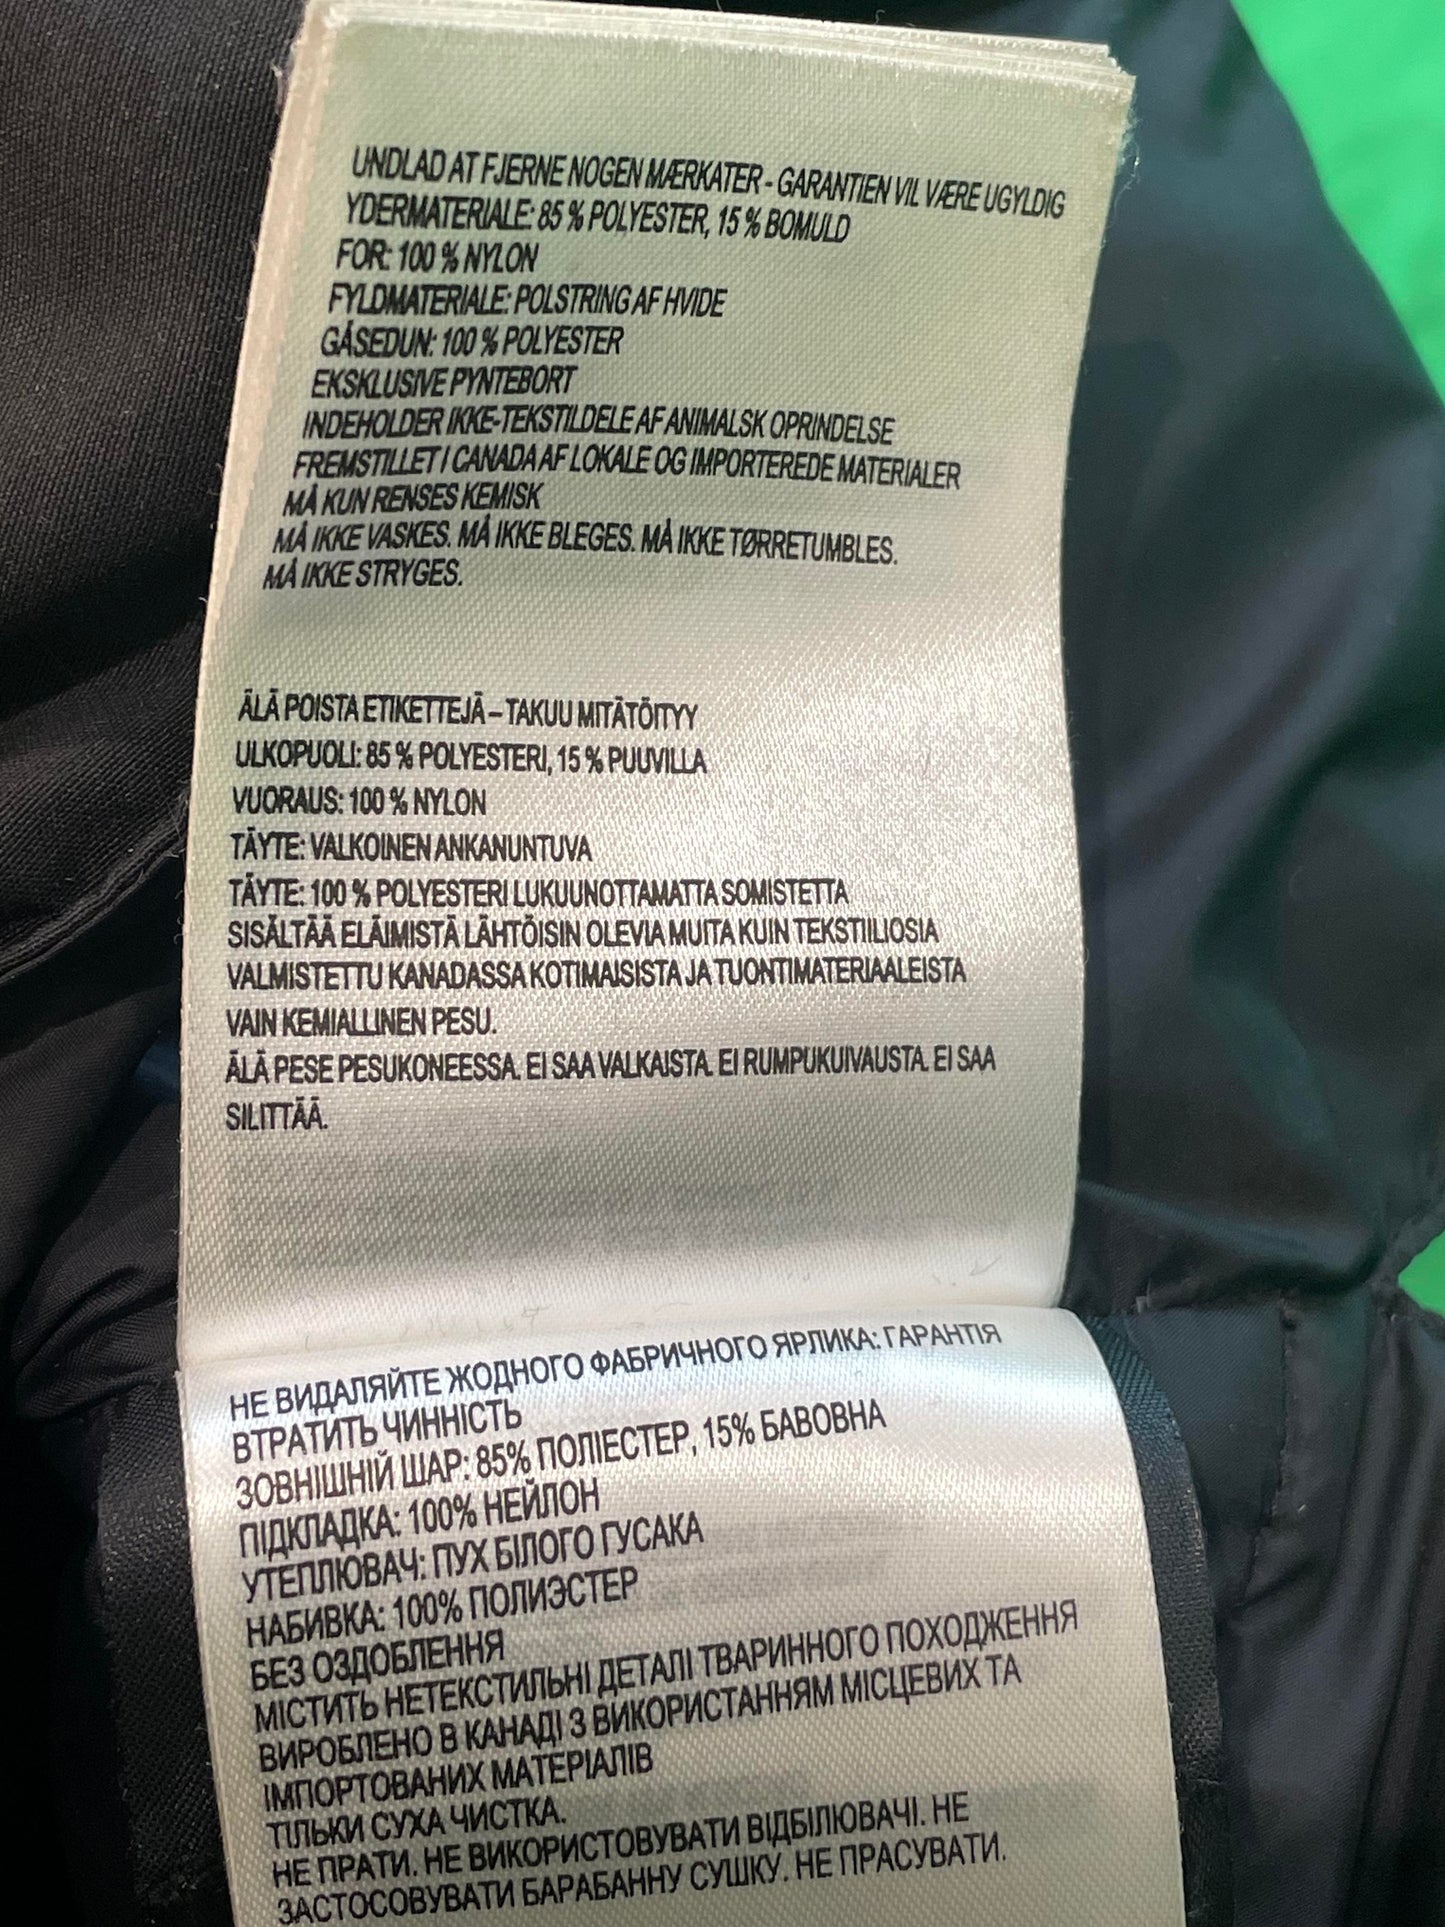 UNDLAD AT FJERNE NOGEN MÆRKATER - GARANTIEN VIL VÆRE UGYLDIG
YDERMATERIALE: 85 % POLYESTER, 15 % BOMULD
FOR: 100 % NYLON
FYLDMATERIALE: POLSTRING AF HVIDE
GÅSEDUN: 100 % POLYESTER
EKSKLUSIVE PYNTEBORT
INDEHOLDER IKKE-TEKSTILDELE AF ANIMALSK OPRINDELSE
FREMSTILLET I CANADA AF LOKALE OG IMPORTEREDE MATERIALER
MÅ KUN RENSES KEMISK
MÅ IKKE VASKES. MÅ IKKE BLEGES. MÅ IKKE TØRRETUMBLES.
MÅ IKKE STRYGES.
ÄLÄ POISTA ETIKETTEJÄ – TAKUU MITÄTÖITYY
ULKOPUOLI: 85 % POLYESTERI, 15 % PUUVILLA
VUORAUS: 100 % NYLON
TÄYTE: VALKOINEN ANKANUNTUVA
TÄYTE: 100 % POLYESTERI LUKUUNOTTAMATTA SOMISTETTA
SISÄLTÄÄ ELÄIMISTÄ LÄHTÖISIN OLEVIA MUITA KUIN TEKSTIILIOSIA
VALMISTETTU KANADASSA KOTIMAISISTA JA TUONTIMATERIAALEISTA
VAIN KEMIALLINEN PESU.
ÄLÄ PESE PESUKONEESSA. EI SAA VALKAISTA. EI RUMPUKUIVAUSTA. EI SAA
SILITTÄÄ.
НЕ ВИДАЛЯЙТЕ ЖОДНОГО ФАБРИЧНОГО ЯРЛИКА: ГАРАНТІЯ
ВТРАТИТЬ ЧИННІСТЬ
ЗОВНІШНІЙ ШАР: 85% ПОЛІЕСТЕР, 15% БАВОВНА
ПІДКЛАДКА: 100% НЕЙЛОН
УТЕПЛЮВАЧ: ПУХ БІЛОГО ГУСАКА
НАБИВКА: 100% ПОЛИЭСТЕР
БЕЗ ОЗДОБЛЕННЯ
МІСТИТЬ НЕТЕКСТИЛЬНІ ДЕТАЛІ ТВАРИННОГО ПОХОДЖЕННЯ
ВИРОБЛЕНО В КАНАДІ З ВИКОРИСТАННЯМ МІСЦЕВИХ ТА
ІМПОРТОВАНИХ МАТЕРІАЛІВ
ТІЛЬКИ СУХА ЧИСТКА.
НЕ ПРАТИ. НЕ ВИКОРИСТОВУВАТИ ВІДБІЛЮВАЧІ. НЕ
ЗАСТОСОВУВАТИ БАРАБАННУ СУШКУ. НЕ ПРАСУВАТИ.